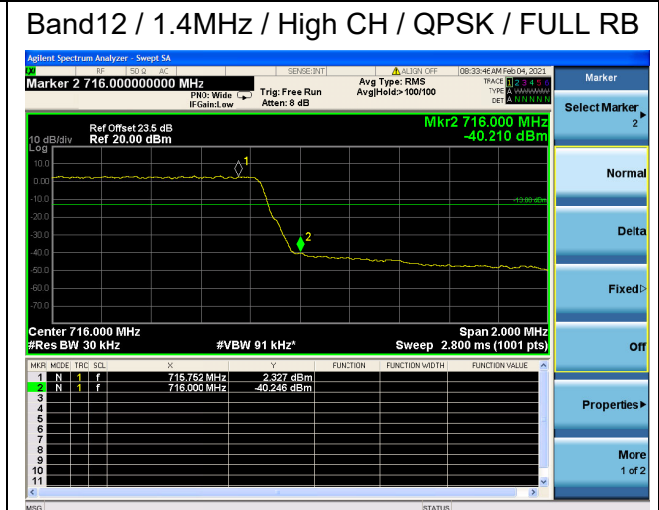 Band12 / 1.4MHz / High CH / QPSK / FULL RB
Agilent Spectrum Analyzer - Swept SA
RF 50 Ω AC SENSE:INT ALIGN OFF 08:33:46 AM Feb 04, 2021
Marker 2 716.000000000 MHz
PNO: Wide
IFGain:Low
Trig: Free Run
Atten: 8 dB
Avg Type: RMS
Avg|Hold:> 100/100
TRACE 1 2 3 4 5 6
TYPE A WWWWW
DET A N N N N N
Mkr2 716.000 MHz
-40.210 dBm
Ref Offset 23.5 dB
10 dB/div Ref 20.00 dBm
Log
10.0
0.00
-10.0
-20.0
-30.0
-40.0
-50.0
-60.0
-70.0
1
2
-13.00 dBm
Center 716.000 MHz Span 2.000 MHz
#Res BW 30 kHz #VBW 91 kHz* Sweep 2.800 ms (1001 pts)
MKR MODE TRC SCL X Y FUNCTION FUNCTION WIDTH FUNCTION VALUE
1 N 1 f 715.752 MHz 2.327 dBm
2 N 1 f 716.000 MHz -40.246 dBm
3
4
5
6
7
8
9
10
11
MSG STATUS
Marker
Select Marker
2
Normal
Delta
Fixed
Off
Properties
More
1 of 2